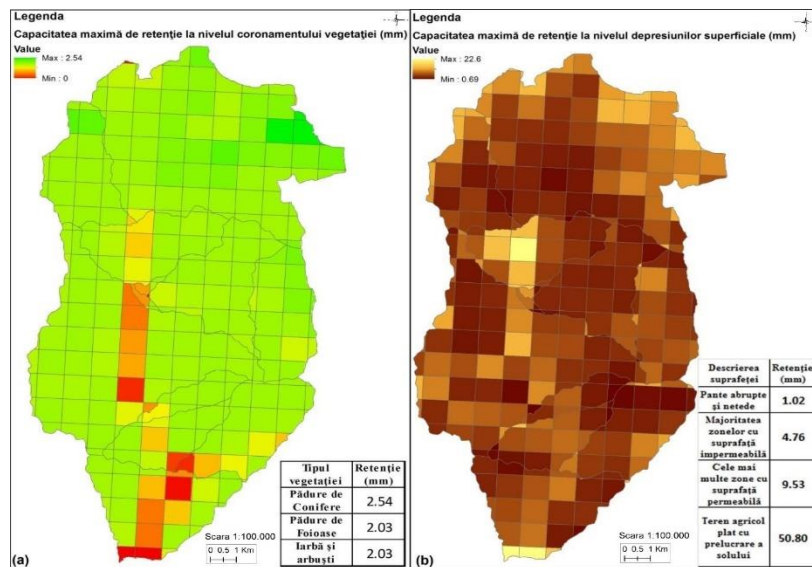 Legenda
Capacitatea maximă de retenție la nivelul coronamentului vegetației (mm)
Value
Max : 2.54
Min : 0
Tipul vegetației
Retenție (mm)
Pădure de Conifere
2.54
Pădure de Foioase
2.03
Iarbă și arbuști
2.03
Scara 1:100.000
0 0.5 1 Km
(a)
Legenda
Capacitatea maximă de retenție la nivelul depresiunilor superficiale (mm)
Value
Max : 22.6
Min : 0.69
Descrierea suprafeței
Retenție (mm)
Pante abrupte și netede
1.02
Majoritatea zonelor cu suprafață impermeabilă
4.76
Cele mai multe zone cu suprafață permeabilă
9.53
Teren agricol plat cu prelucrare a solului
50.80
Scara 1:100.000
0 0.5 1 Km
(b)